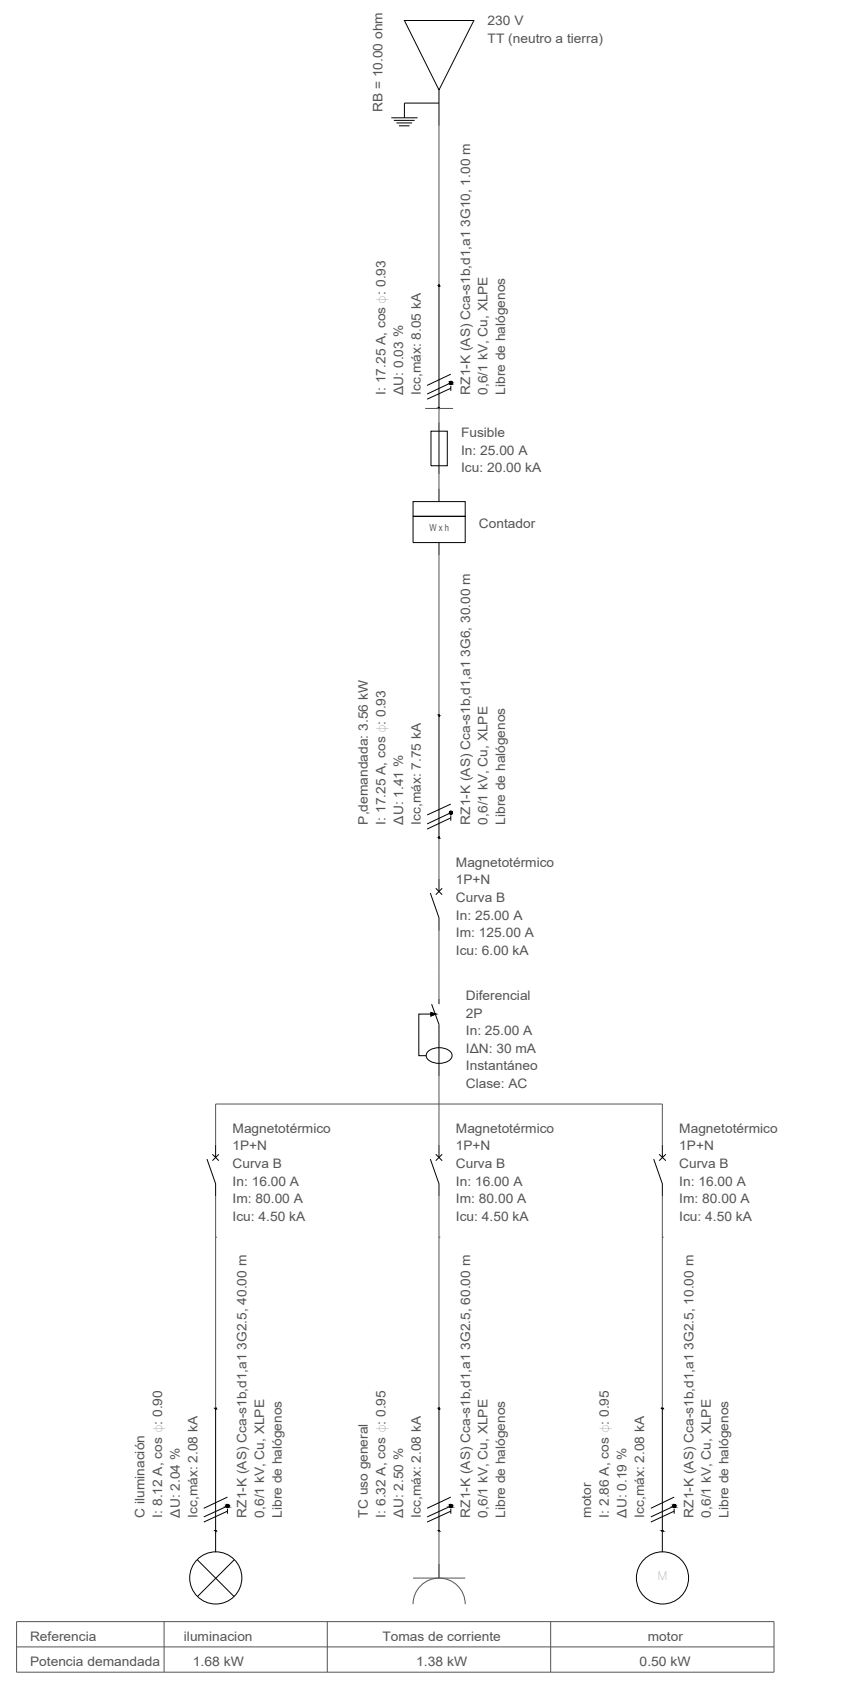 230 V
TT (neutro a tierra)
RB = 10.00 ohm
I: 17.25 A, cos ϕ: 0.93
ΔU: 0.03 %
Icc,máx: 8.05 kA
RZ1-K (AS) Cca-s1b,d1,a1 3G10, 1.00 m
0,6/1 kV, Cu, XLPE
Libre de halógenos
Fusible
In: 25.00 A
Icu: 20.00 kA
W x h
Contador
P,demandada: 3.56 kW
I: 17.25 A, cos ϕ: 0.93
ΔU: 1.41 %
Icc,máx: 7.75 kA
RZ1-K (AS) Cca-s1b,d1,a1 3G6, 30.00 m
0,6/1 kV, Cu, XLPE
Libre de halógenos
Magnetotérmico
1P+N
Curva B
In: 25.00 A
Im: 125.00 A
Icu: 6.00 kA
Diferencial
2P
In: 25.00 A
IΔN: 30 mA
Instantáneo
Clase: AC
Magnetotérmico
1P+N
Curva B
In: 16.00 A
Im: 80.00 A
Icu: 4.50 kA
Magnetotérmico
1P+N
Curva B
In: 16.00 A
Im: 80.00 A
Icu: 4.50 kA
Magnetotérmico
1P+N
Curva B
In: 16.00 A
Im: 80.00 A
Icu: 4.50 kA
C iluminación
I: 8.12 A, cos ϕ: 0.90
ΔU: 2.04 %
Icc,máx: 2.08 kA
RZ1-K (AS) Cca-s1b,d1,a1 3G2.5, 40.00 m
0,6/1 kV, Cu, XLPE
Libre de halógenos
TC uso general
I: 6.32 A, cos ϕ: 0.95
ΔU: 2.50 %
Icc,máx: 2.08 kA
RZ1-K (AS) Cca-s1b,d1,a1 3G2.5, 60.00 m
0,6/1 kV, Cu, XLPE
Libre de halógenos
motor
I: 2.86 A, cos ϕ: 0.95
ΔU: 0.19 %
Icc,máx: 2.08 kA
RZ1-K (AS) Cca-s1b,d1,a1 3G2.5, 10.00 m
0,6/1 kV, Cu, XLPE
Libre de halógenos
M
Referencia iluminacion Tomas de corriente motor
Potencia demandada 1.68 kW 1.38 kW 0.50 kW